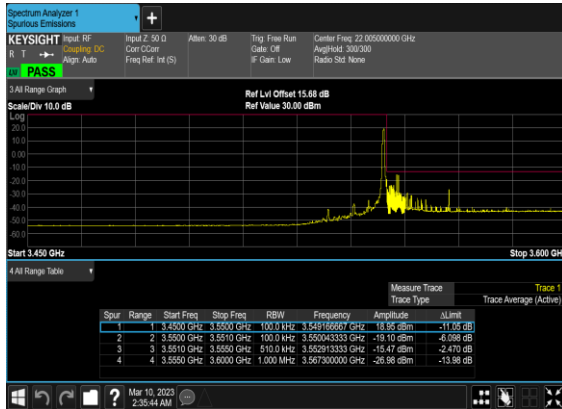 Spectrum Analyzer 1
Spurious Emissions
KEYSIGHT Input: RF Input Z: 50 Ω Atten: 30 dB Trig: Free Run Center Freq: 22.005000000 GHz
R T Coupling: DC Corr CCorr Gate: Off Avg|Hold: 300/300
Align: Auto Freq Ref: Int (S) IF Gain: Low Radio Std: None
PASS
3 All Range Graph Ref Lvl Offset 15.68 dB
Scale/Div 10.0 dB Ref Value 30.00 dBm
Log
20.0
10.0
0.00
-10.0
-20.0
-30.0
-40.0
-50.0
-60.0
Start 3.450 GHz Stop 3.600 GH
4 All Range Table
Measure Trace Trace 1
Trace Type Trace Average (Active)
Spur Range Start Freq Stop Freq RBW Frequency Amplitude ΔLimit
1 1 3.4500 GHz 3.5500 GHz 100.0 kHz 3.549166667 GHz 18.95 dBm -11.05 dB
2 2 3.5500 GHz 3.5510 GHz 100.0 kHz 3.550043333 GHz -19.10 dBm -6.098 dB
3 3 3.5510 GHz 3.5550 GHz 510.0 kHz 3.552913333 GHz -15.47 dBm -2.470 dB
4 4 3.5550 GHz 3.6000 GHz 1.000 MHz 3.567300000 GHz -26.98 dBm -13.98 dB
Mar 10, 2023
2:35:44 AM